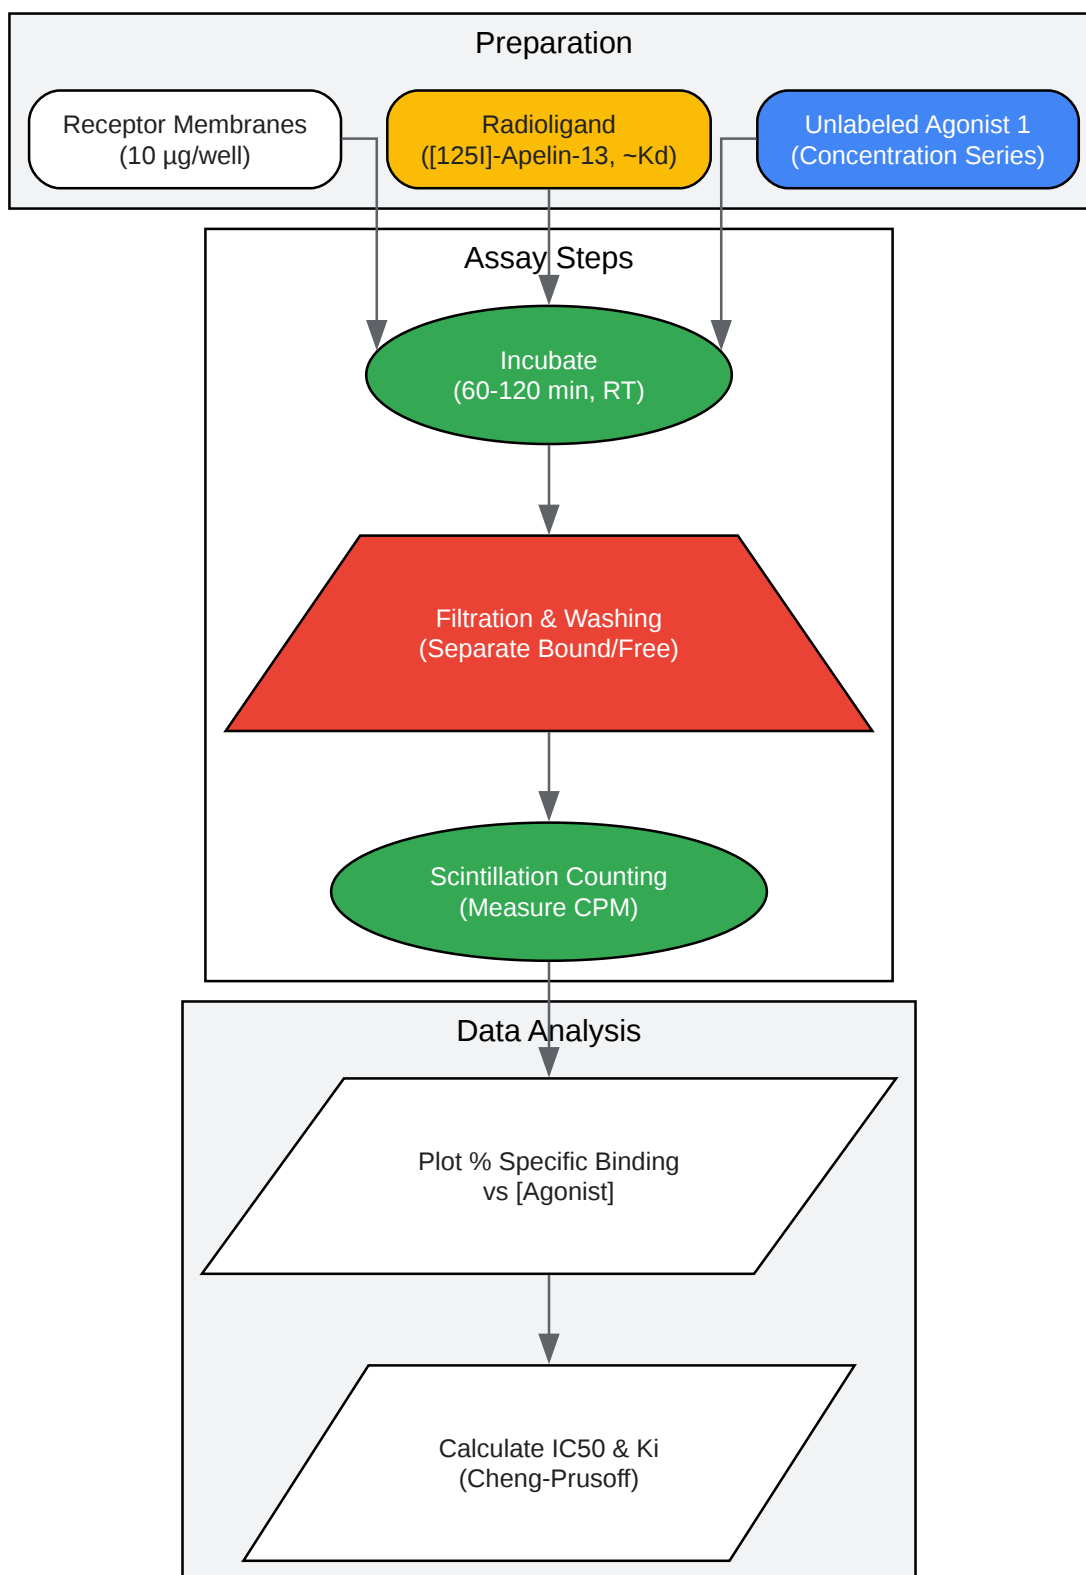 Preparation
Receptor Membranes
(10 µg/well)
Radioligand
([125I]-Apelin-13, ~Kd)
Unlabeled Agonist 1
(Concentration Series)
Assay Steps
Incubate
(60-120 min, RT)
Filtration & Washing
(Separate Bound/Free)
Scintillation Counting
(Measure CPM)
Data Analysis
Plot % Specific Binding
vs [Agonist]
Calculate IC50 & Ki
(Cheng-Prusoff)